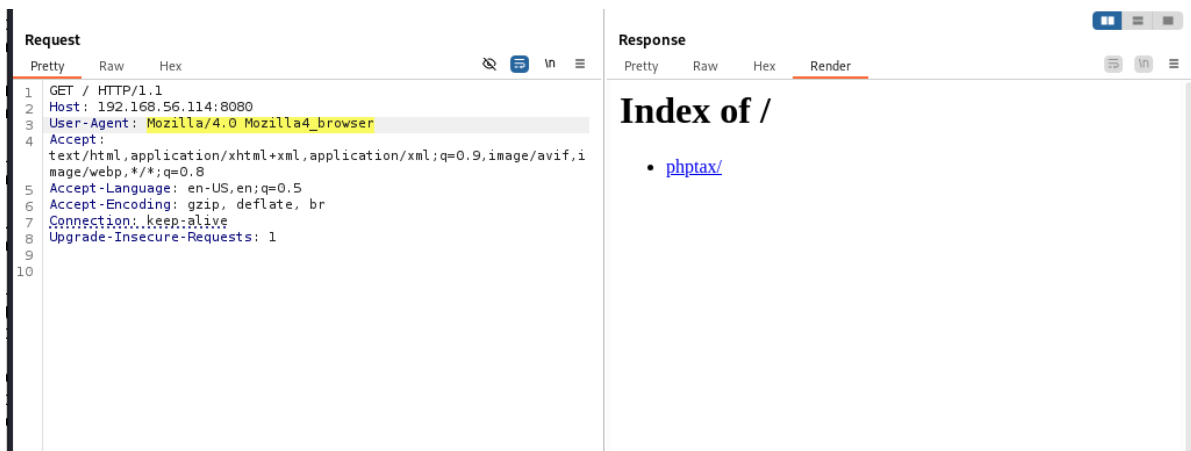 Request
Pretty Raw Hex \n
1 GET / HTTP/1.1
2 Host: 192.168.56.114:8080
3 User-Agent: Mozilla/4.0 Mozilla4_browser
4 Accept:
text/html,application/xhtml+xml,application/xml;q=0.9,image/avif,i
mage/webp,*/*;q=0.8
5 Accept-Language: en-US,en;q=0.5
6 Accept-Encoding: gzip, deflate, br
7 Connection: keep-alive
8 Upgrade-Insecure-Requests: 1
9
10
Response
Pretty Raw Hex Render \n
Index of /
• phptax/